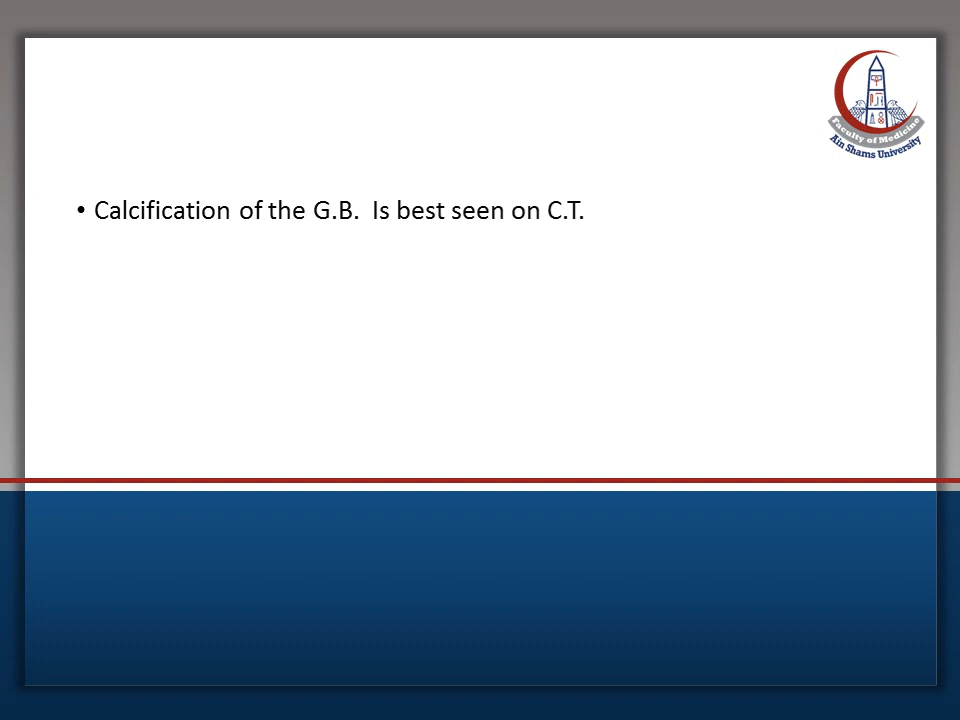 Faculty of Medicine
Ain Shams University
• Calcification of the G.B.  Is best seen on C.T.